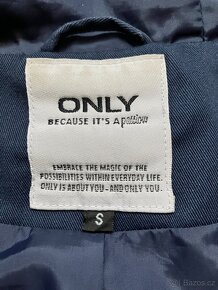 ONLY
BECAUSE IT'S A passion
EMBRACE THE MAGIC OF THE
POSSIBILITIES WITHIN EVERYDAY LIFE.
ONLY IS ABOUT YOU - AND ONLY YOU.
S
Bazoš.cz